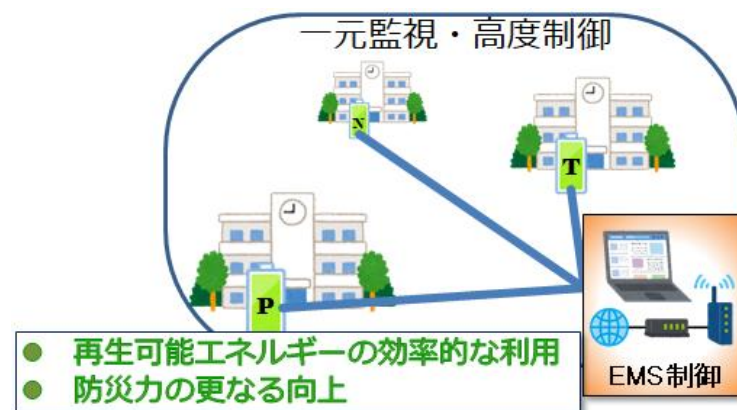 一元監視・高度制御
N
T
P
● 再生可能エネルギーの効率的な利用
● 防災力の更なる向上
EMS制御